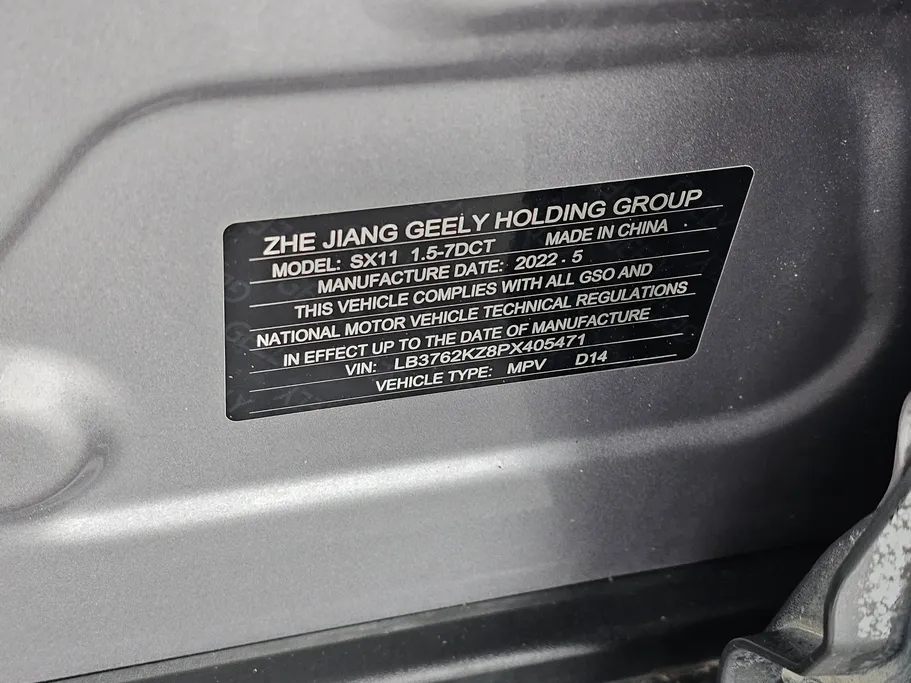 ZHE JIANG GEELY HOLDING GROUP
MODEL: SX11 1.5-7DCT MADE IN CHINA
MANUFACTURE DATE: 2022.5
THIS VEHICLE COMPLIES WITH ALL GSO AND
NATIONAL MOTOR VEHICLE TECHNICAL REGULATIONS
IN EFFECT UP TO THE DATE OF MANUFACTURE
VIN: LB3762KZ8PX405471
VEHICLE TYPE: MPV D14